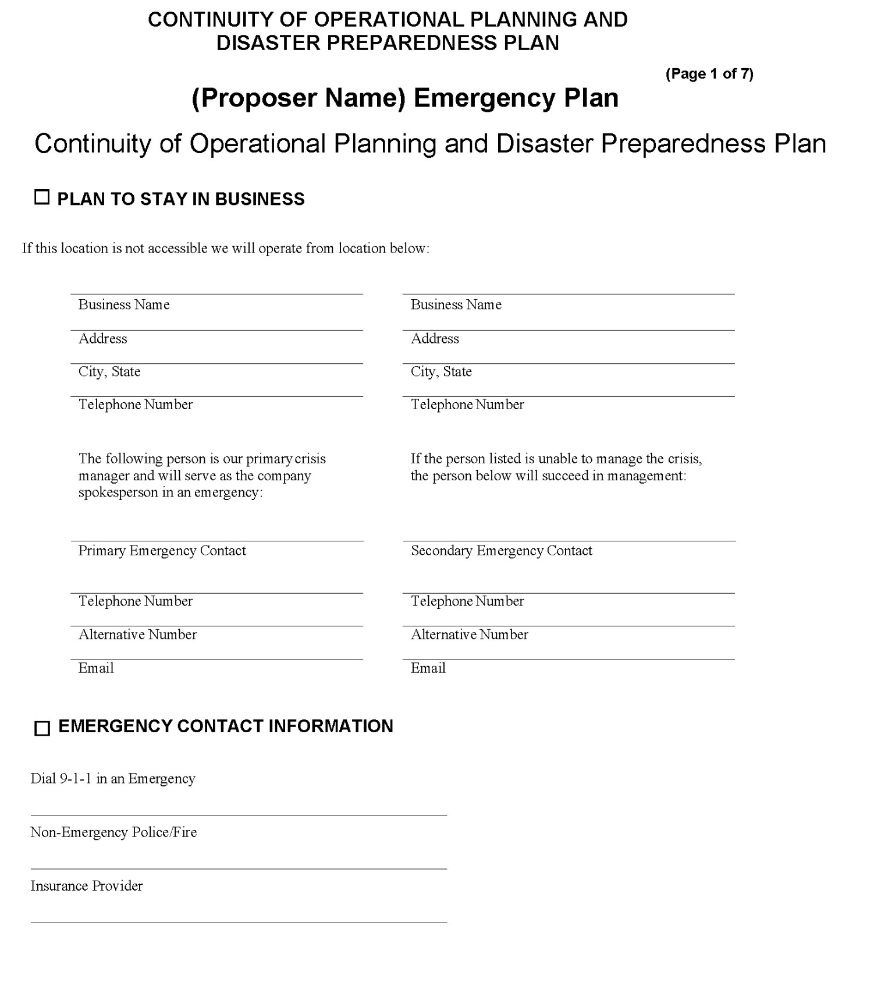 CONTINUITY OF OPERATIONAL PLANNING AND
DISASTER PREPAREDNESS PLAN
(Page 1 of 7)
(Proposer Name) Emergency Plan
Continuity of Operational Planning and Disaster Preparedness Plan
PLAN TO STAY IN BUSINESS
If this location is not accessible we will operate from location below:
Business Name Business Name
Address Address
City, State City, State
Telephone Number Telephone Number
The following person is our primary crisis
manager and will serve as the company
spokesperson in an emergency:
If the person listed is unable to manage the crisis,
the person below will succeed in management:
Primary Emergency Contact Secondary Emergency Contact
Telephone Number Telephone Number
Alternative Number Alternative Number
Email Email
EMERGENCY CONTACT INFORMATION
Dial 9-1-1 in an Emergency
Non-Emergency Police/Fire
Insurance Provider